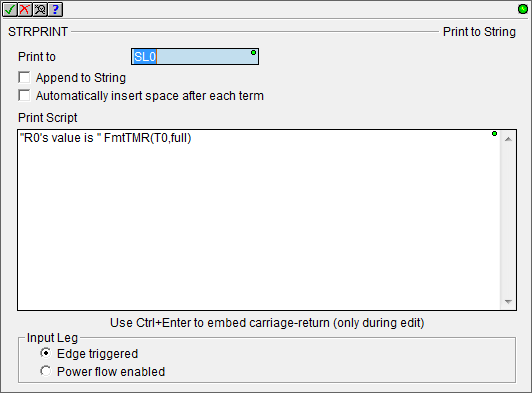 STRPRINT
Print to String
Print to
SL0
Append to String
Automatically insert space after each term
Print Script
"R0's value is " FmtTMR(T0,full)
Use Ctrl+Enter to embed carriage-return (only during edit)
Input Leg
Edge triggered
Power flow enabled